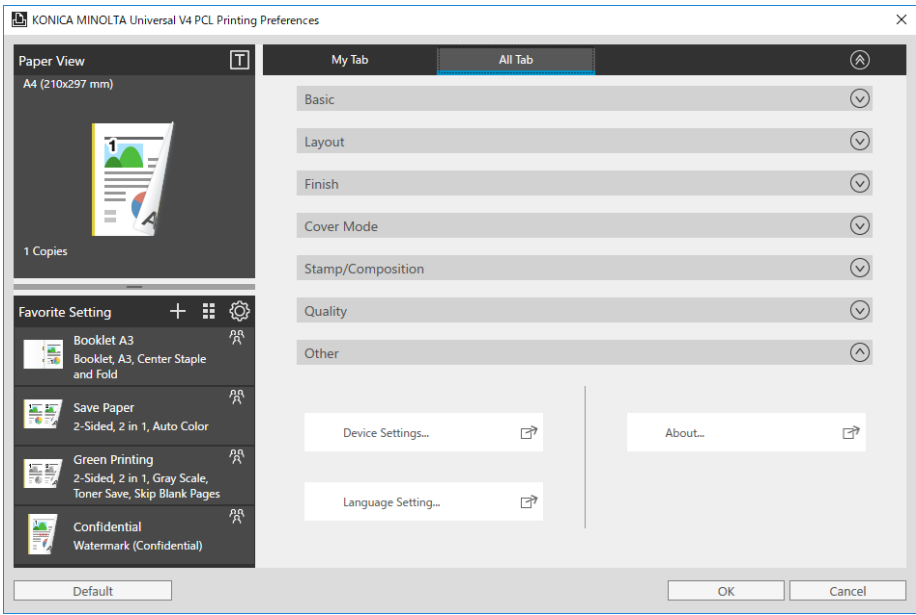 KONICA MINOLTA Universal V4 PCL Printing Preferences
Paper View
T
A4 (210x297 mm)
1
A
1 Copies
Favorite Setting
Booklet A3
Booklet, A3, Center Staple
and Fold
Save Paper
2-Sided, 2 in 1, Auto Color
Green Printing
2-Sided, 2 in 1, Gray Scale,
Toner Save, Skip Blank Pages
Confidential
Watermark (Confidential)
My Tab
All Tab
Basic
Layout
Finish
Cover Mode
Stamp/Composition
Quality
Other
Device Settings...
About...
Language Setting...
Default
OK
Cancel